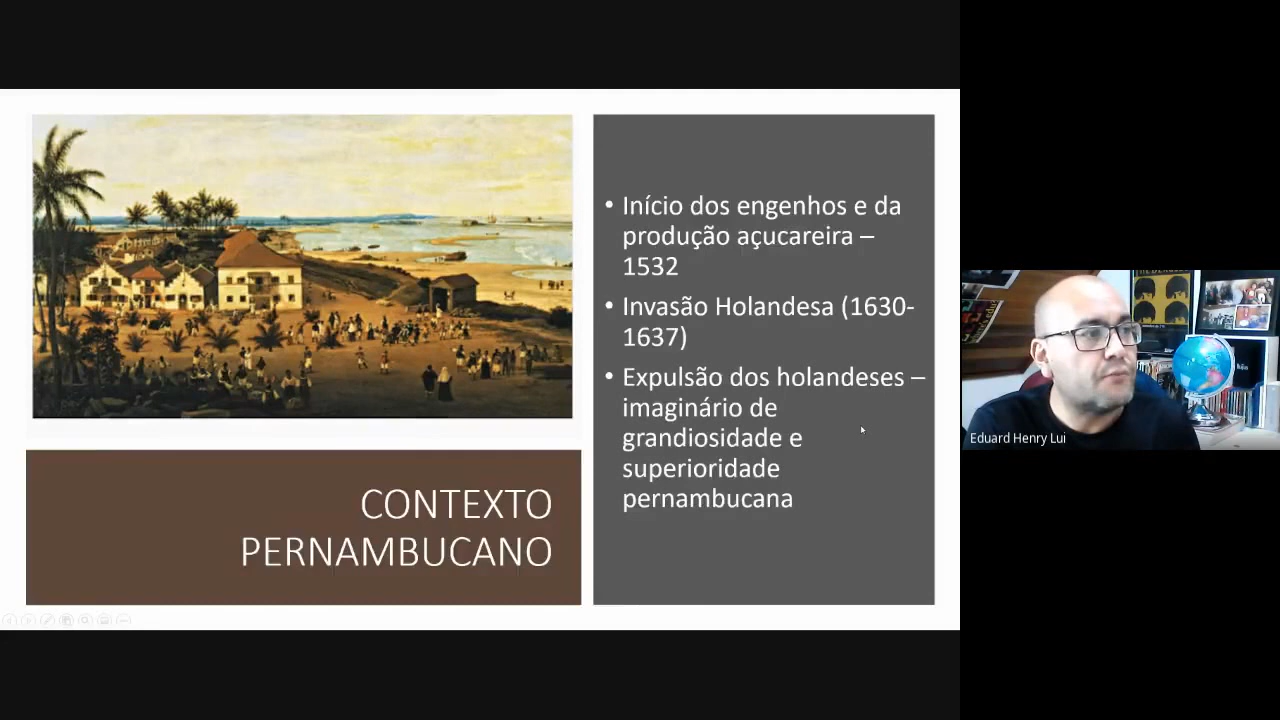 • Início dos engenhos e da
produção açucareira –
1532
• Invasão Holandesa (1630-
1637)
• Expulsão dos holandeses –
imaginário de
grandiosidade e
superioridade
pernambucana
CONTEXTO
PERNAMBUCANO
Eduard Henry Lui